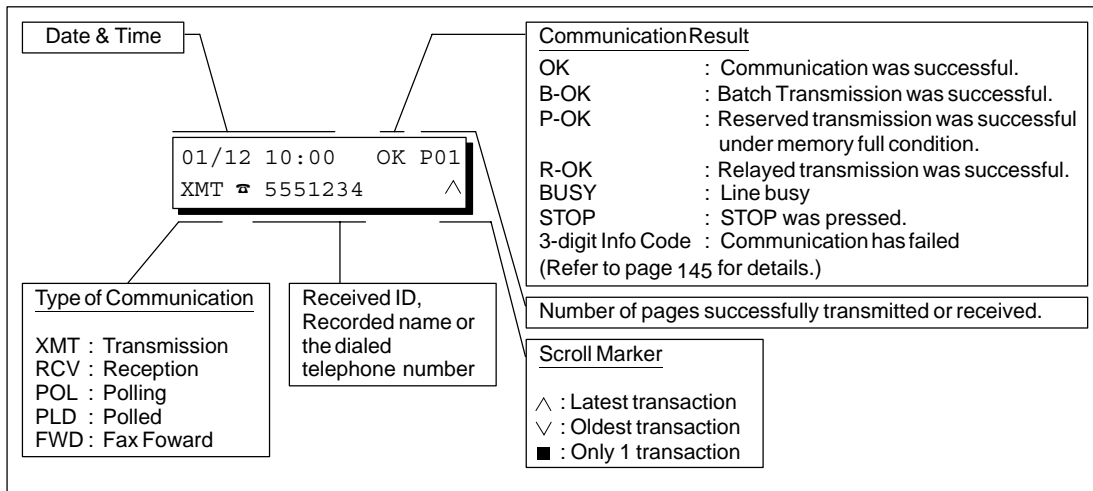 Date & Time
01/12 10:00 OK P01
XMT ☎ 5551234 ∧
Communication Result
OK : Communication was successful.
B-OK : Batch Transmission was successful.
P-OK : Reserved transmission was successful
under memory full condition.
R-OK : Relayed transmission was successful.
BUSY : Line busy
STOP : STOP was pressed.
3-digit Info Code : Communication has failed
(Refer to page 145 for details.)
Type of Communication
XMT : Transmission
RCV : Reception
POL : Polling
PLD : Polled
FWD : Fax Foward
Received ID,
Recorded name or
the dialed
telephone number
Number of pages successfully transmitted or received.
Scroll Marker
∧ : Latest transaction
∨ : Oldest transaction
■ : Only 1 transaction